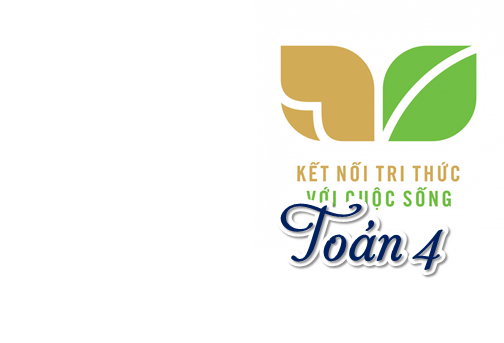 KẾT NỐI TRI THỨC
VỚI CUỘC SỐNG
Toán 4